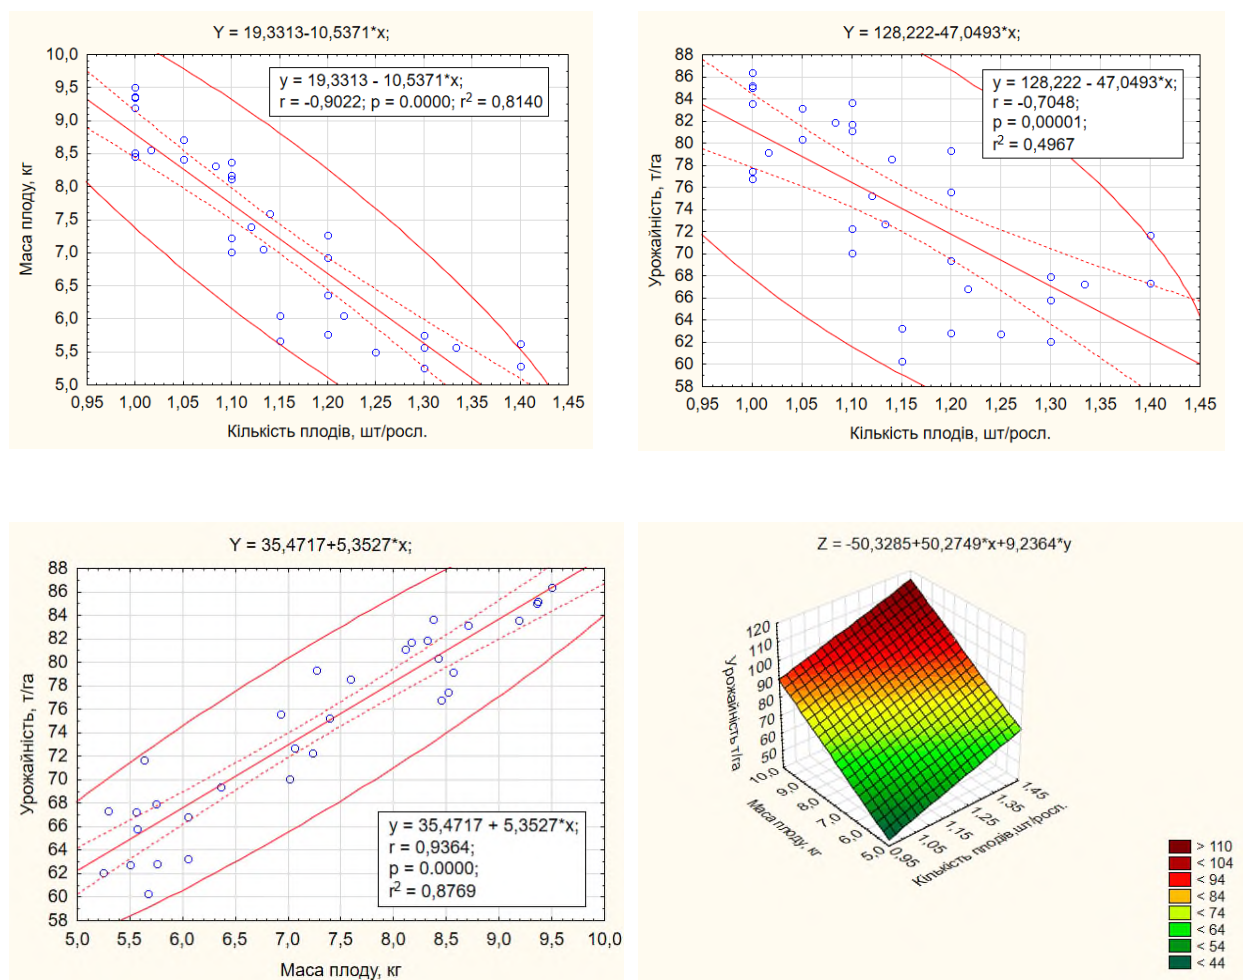 Y = 19,3313-10,5371*x;
10,0
9,5
9,0
8,5
8,0
7,5
7,0
6,5
6,0
5,5
5,0
Маса плоду, кг
y = 19,3313 - 10,5371*x;
r = -0,9022; p = 0.0000; r² = 0,8140
0,95 1,00 1,05 1,10 1,15 1,20 1,25 1,30 1,35 1,40 1,45
Кількість плодів, шт/росл.
Y = 128,222-47,0493*x;
88
86
84
82
80
78
76
74
72
70
68
66
64
62
60
58
Урожайність, т/га
y = 128,222 - 47,0493*x;
r = -0,7048;
p = 0,00001;
r² = 0,4967
0,95 1,00 1,05 1,10 1,15 1,20 1,25 1,30 1,35 1,40 1,45
Кількість плодів, шт/росл.
Y = 35,4717+5,3527*x;
88
86
84
82
80
78
76
74
72
70
68
66
64
62
60
58
Урожайність, т/га
y = 35,4717 + 5,3527*x;
r = 0,9364;
p = 0.0000;
r² = 0,8769
5,0 5,5 6,0 6,5 7,0 7,5 8,0 8,5 9,0 9,5 10,0
Маса плоду, кг
Z = -50,3285+50,2749*x+9,2364*y
120
110
100
90
80
70
60
50
Урожайність т/га
10,0
9,0
8,0
7,0
6,0
5,0
Маса плоду, кг
0,95
1,05
1.15
1.25
1.35
1.45
Кількість плодів,шт/росл.
> 110
< 104
< 94
< 84
< 74
< 64
< 54
< 44